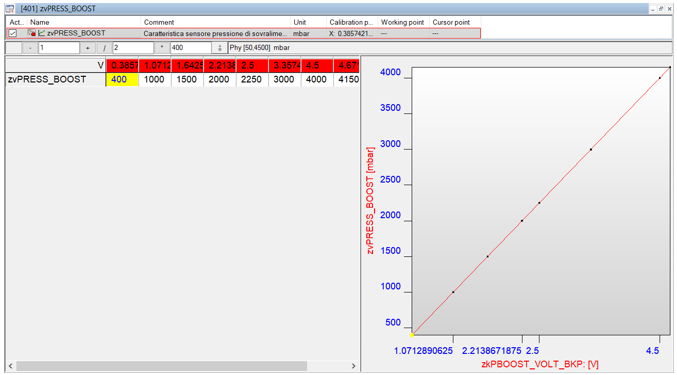 [401] zvPRESS_BOOST
Act... Name Comment Unit Calibration p... Working point Cursor point
zvPRESS_BOOST Caratteristica sensore pressione di sovralime... mbar X: 0.3857421... --- ---
- 1 + / 2 * 400 Phy [50,4500] mbar
V 0.3857 1.0712 1.6425 2.2138 2.5 3.3574 4.5 4.671
zvPRESS_BOOST 400 1000 1500 2000 2250 3000 4000 4150
4000
3500
3000
2500
2000
1500
1000
500
zvPRESS_BOOST [mbar]
1.0712890625 2.2138671875 2.5 4.5
zkPBOOST_VOLT_BKP: [V]